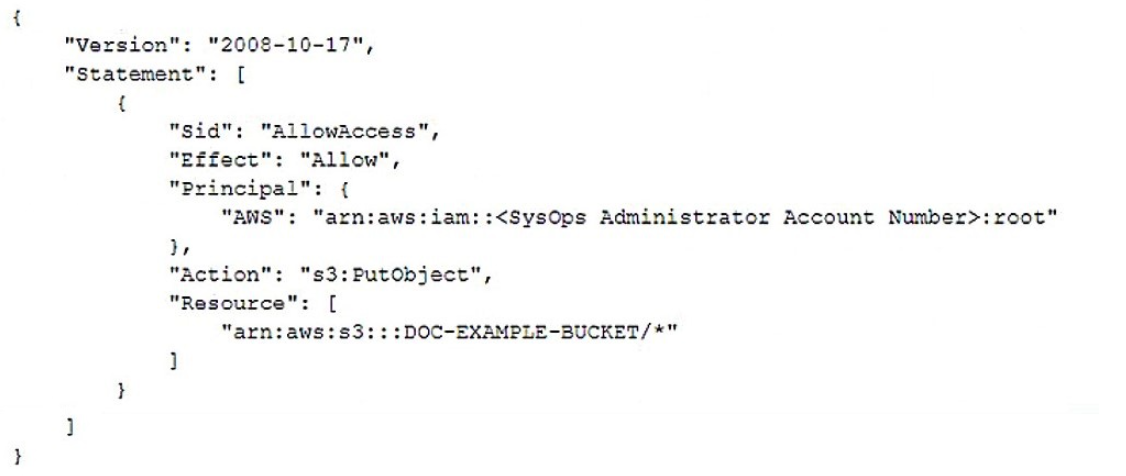 {
    "Version": "2008-10-17",
    "Statement": [
        {
            "Sid": "AllowAccess",
            "Effect": "Allow",
            "Principal": {
                "AWS": "arn:aws:iam::<SysOps Administrator Account Number>:root"
            },
            "Action": "s3:PutObject",
            "Resource": [
                "arn:aws:s3:::DOC-EXAMPLE-BUCKET/*"
            ]
        }
    ]
}